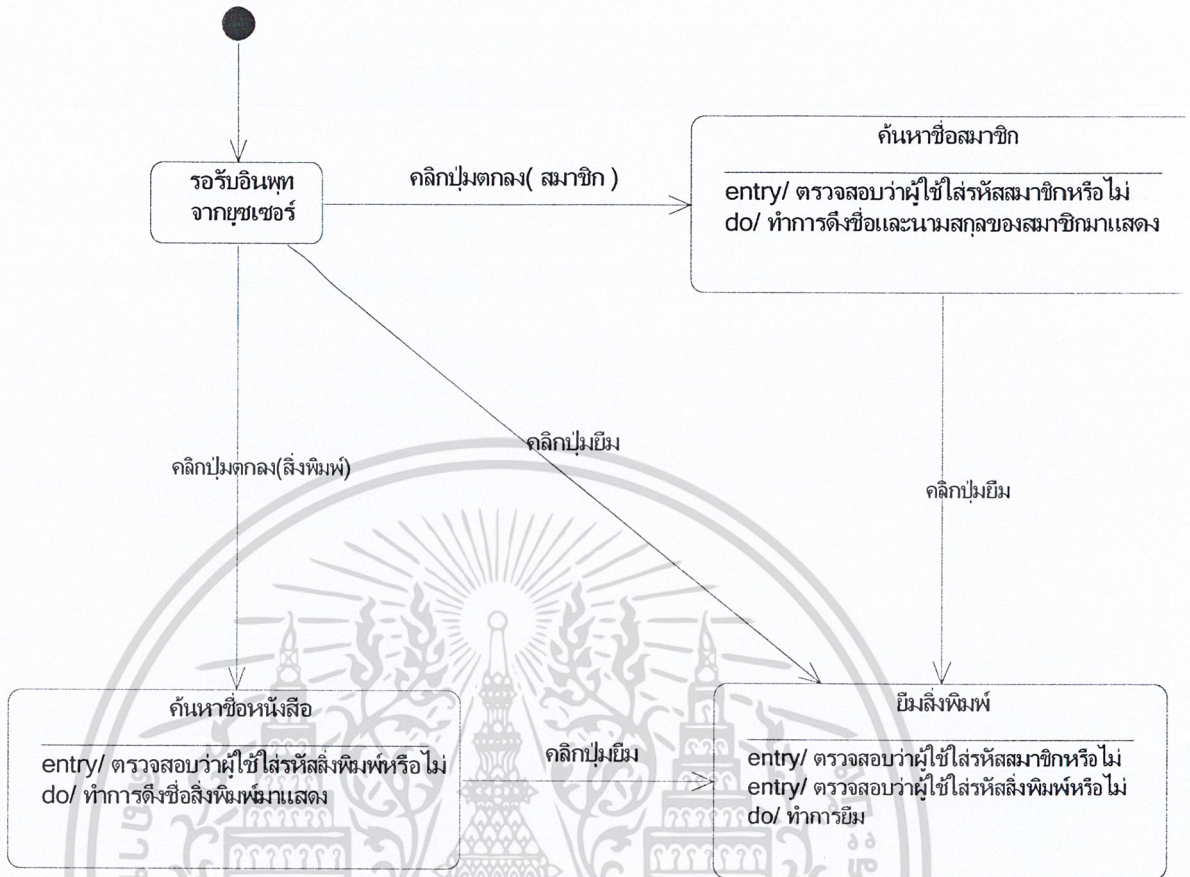 รอรับอินพุท
จากยุซเซอร์
คลิกปุ่มตกลง( สมาชิก )
ค้นหาชื่อสมาชิก
entry/ ตรวจสอบว่าผู้ใช้ใส่รหัสสมาชิกหรือไม่
do/ ทำการดึงชื่อและนามสกุลของสมาชิกมาแสดง
คลิกปุ่มยืม
คลิกปุ่มตกลง(สิ่งพิมพ์)
คลิกปุ่มยืม
ค้นหาชื่อหนังสือ
entry/ ตรวจสอบว่าผู้ใช้ใส่รหัสสิ่งพิมพ์หรือไม่
do/ ทำการดึงชื่อสิ่งพิมพ์มาแสดง
คลิกปุ่มยืม
ยืมสิ่งพิมพ์
entry/ ตรวจสอบว่าผู้ใช้ใส่รหัสสมาชิกหรือไม่
entry/ ตรวจสอบว่าผู้ใช้ใส่รหัสสิ่งพิมพ์หรือไม่
do/ ทำการยืม